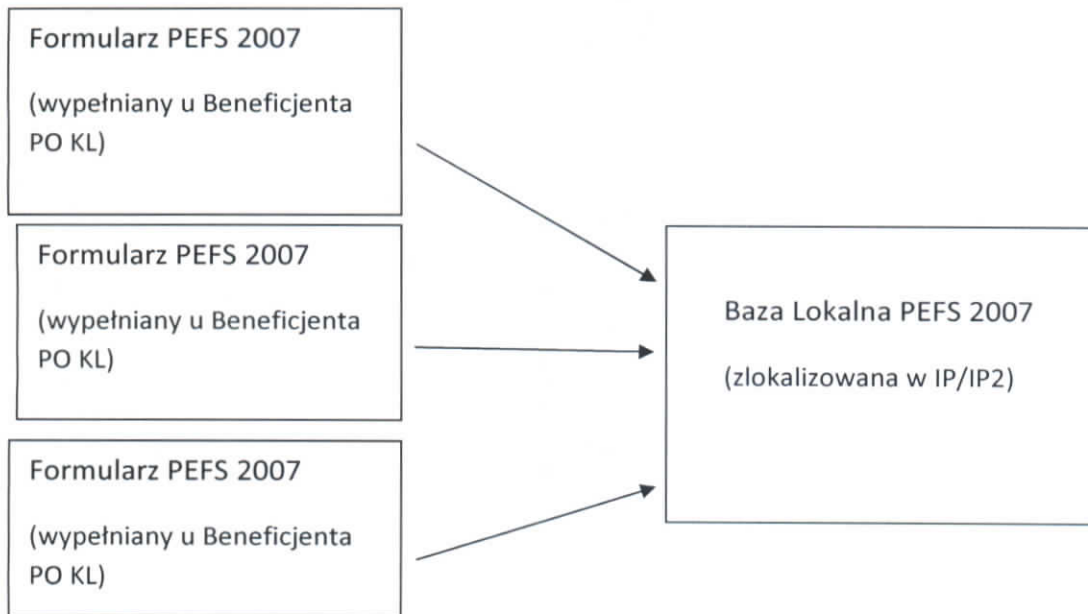 Formularz PEFS 2007
(wypełniany u Beneficjenta
PO KL)
Formularz PEFS 2007
(wypełniany u Beneficjenta
PO KL)
Formularz PEFS 2007
(wypełniany u Beneficjenta
PO KL)
Baza Lokalna PEFS 2007
(zlokalizowana w IP/IP2)